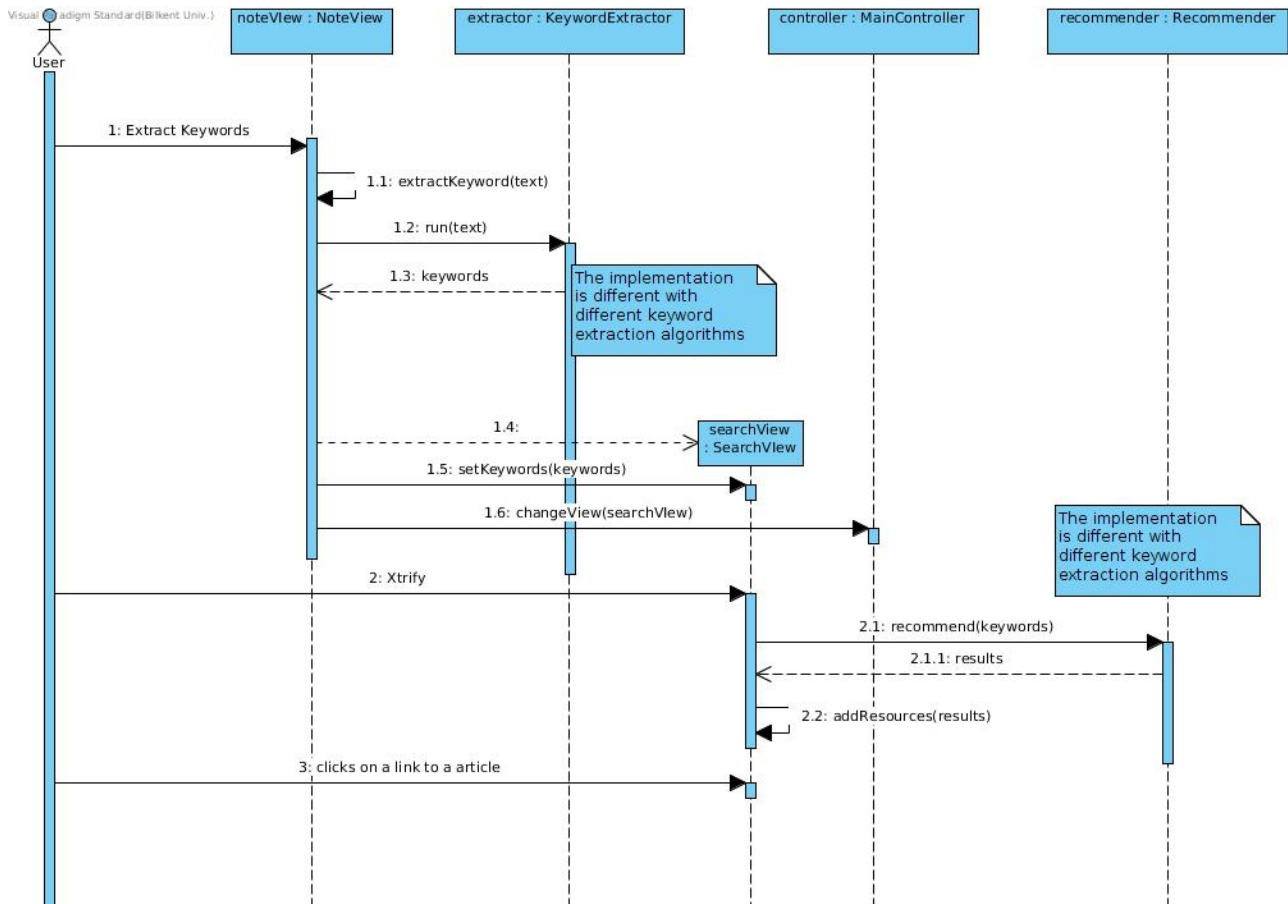 Visual Paradigm Standard(Bilkent Univ.)
noteVIew : NoteView
extractor : KeywordExtractor
controller : MainController
recommender : Recommender
User
1: Extract Keywords
1.1: extractKeyword(text)
1.2: run(text)
1.3: keywords
The implementation
is different with
different keyword
extraction algorithms
1.4:
searchView
: SearchVIew
1.5: setKeywords(keywords)
1.6: changeView(searchVIew)
The implementation
is different with
different keyword
extraction algorithms
2: Xtrify
2.1: recommend(keywords)
2.1.1: results
2.2: addResources(results)
3: clicks on a link to a article